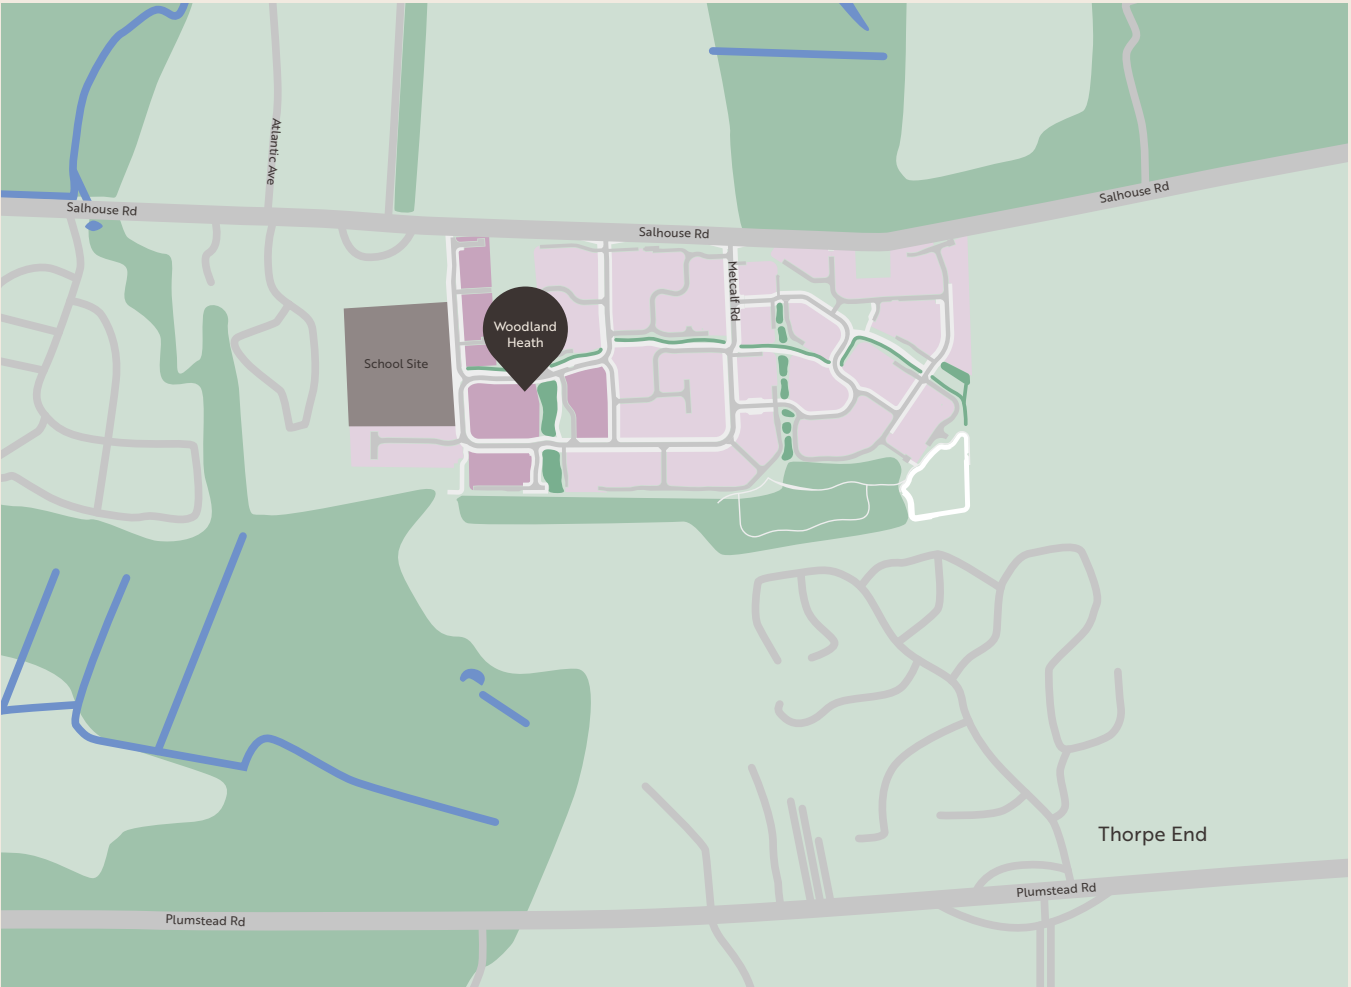 Atlantic Ave
Salhouse Rd
Salhouse Rd
Salhouse Rd
Metcalf Rd
Woodland
Heath
School Site
Thorpe End
Plumstead Rd
Plumstead Rd